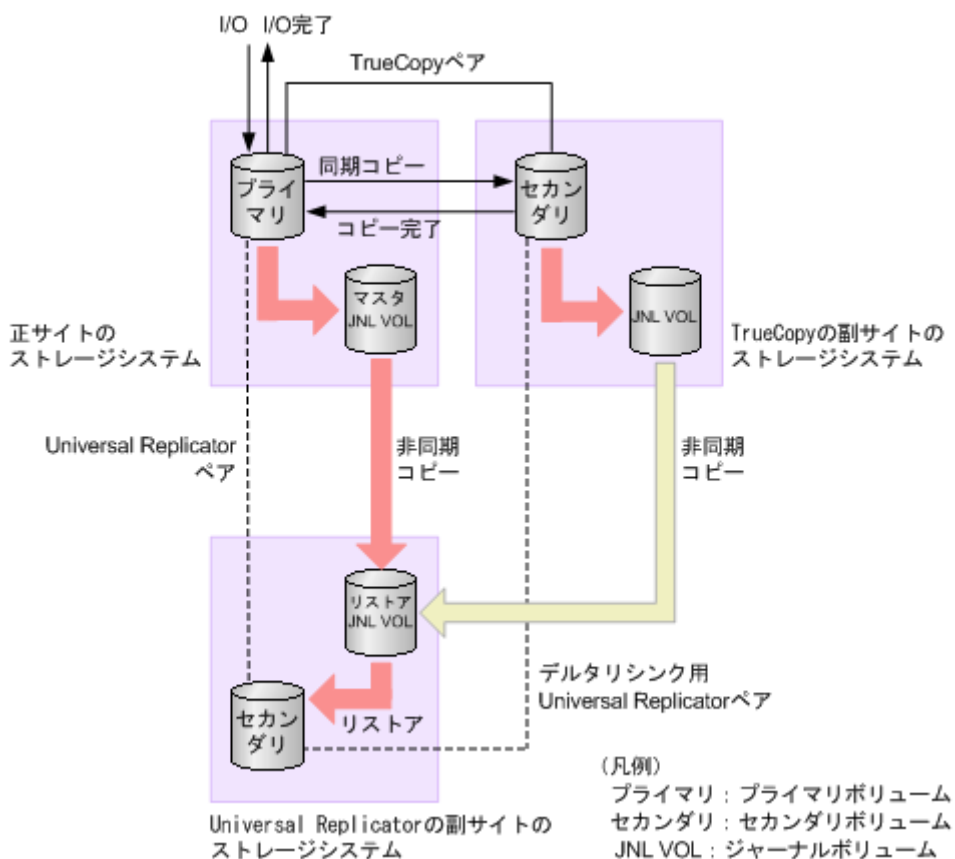 I/O I/O完了
TrueCopyペア
プライ
マリ
同期コピー
コピー完了
セカン
ダリ
マスタ
JNL VOL
JNL VOL
正サイトの
ストレージシステム
TrueCopyの副サイトの
ストレージシステム
Universal Replicator
ペア
非同期
コピー
非同期
コピー
リストア
JNL VOL
セカン
ダリ
リストア
デルタリシンク用
Universal Replicatorペア
Universal Replicatorの副サイトの
ストレージシステム
(凡例)
プライマリ:プライマリボリューム
セカンダリ:セカンダリボリューム
JNL VOL:ジャーナルボリューム